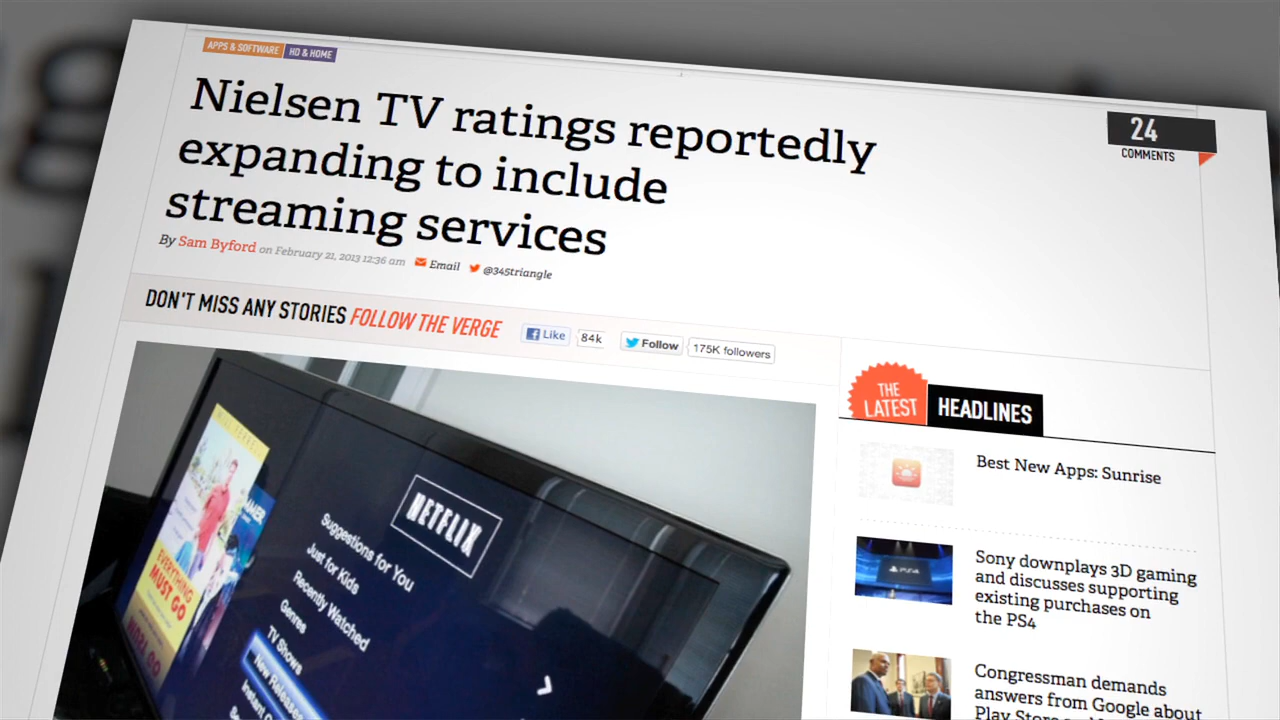 APPS & SOFTWARE HD & HOME
Nielsen TV ratings reportedly
expanding to include
streaming services
24
COMMENTS
By Sam Byford on February 21, 2013 12:36 am Email @345triangle
DON'T MISS ANY STORIES FOLLOW THE VERGE Like 84k Follow 175K followers
THE
LATEST
HEADLINES
Best New Apps: Sunrise
Sony downplays 3D gaming
and discusses supporting
existing purchases on
the PS4
PS4
Congressman demands
answers from Google about
Play Store
NETFLIX
Suggestions for You
Just for Kids
Recently Watched
Genres
TV Shows
New Releases
Instant
EVERYTHING
MUST GO